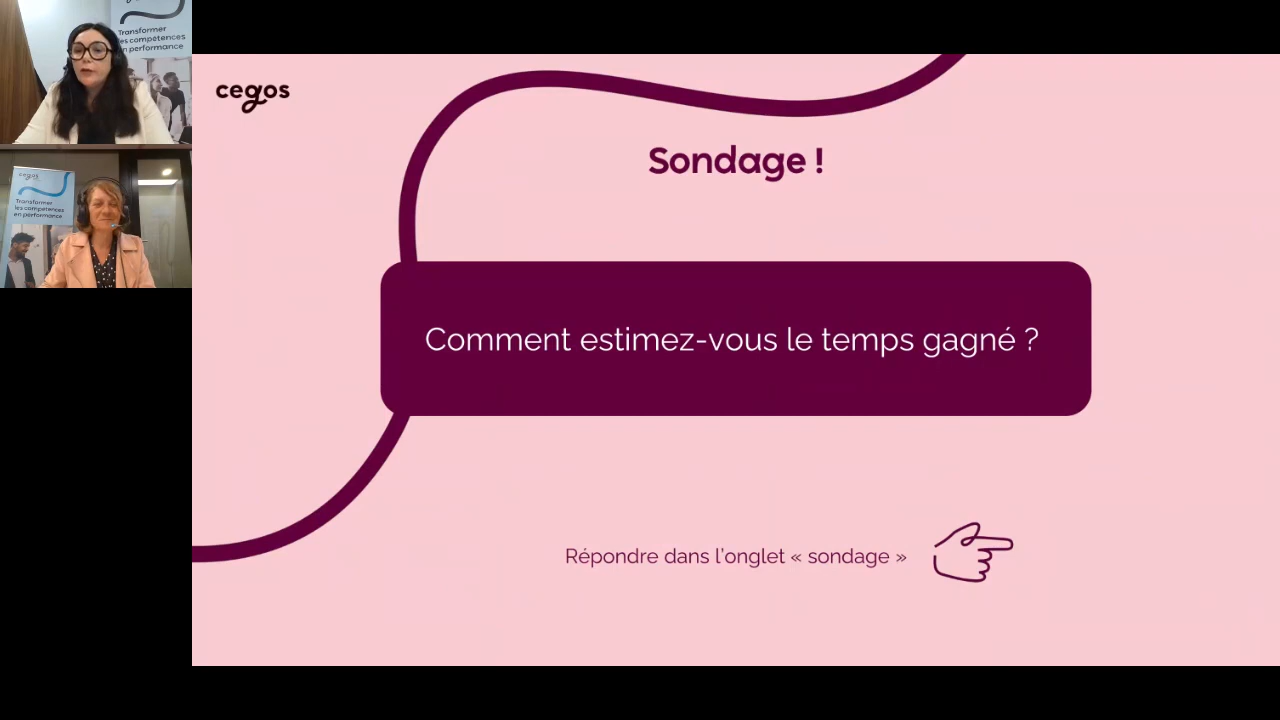 Transformer
les compétences
en performance
cegos
Transformer
les compétences
en performance
cegos
Sondage !
Comment estimez-vous le temps gagné ?
Répondre dans l'onglet « sondage »